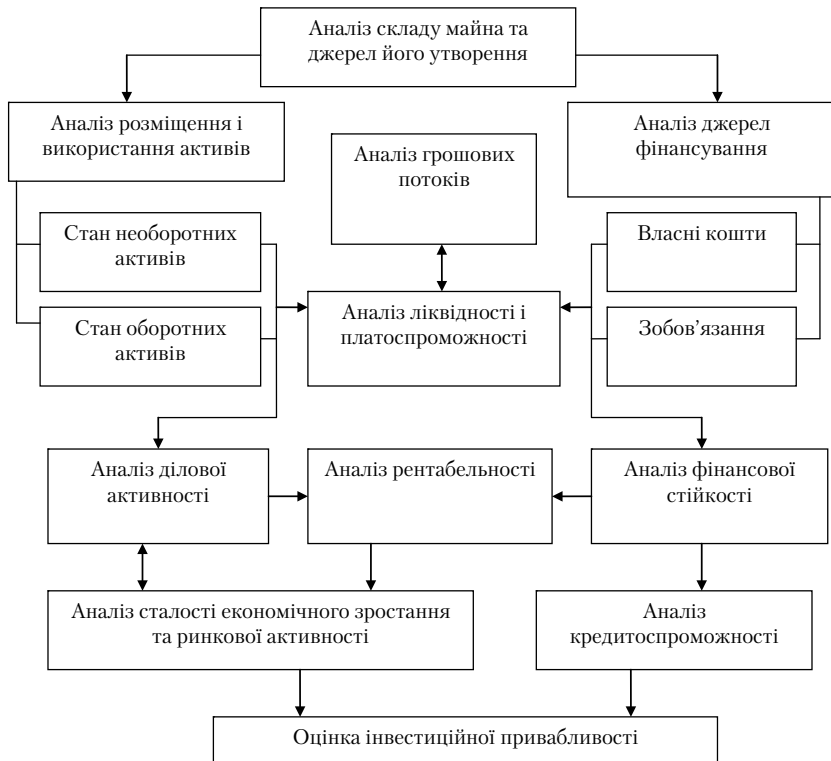 Аналіз складу майна та
джерел його утворення
Аналіз розміщення і
використання активів
Аналіз грошових
потоків
Аналіз джерел
фінансування
Стан необоротних
активів
Власні кошти
Аналіз ліквідності і
платоспроможності
Стан оборотних
активів
Зобов’язання
Аналіз ділової
активності
Аналіз рентабельності
Аналіз фінансової
стійкості
Аналіз сталості економічного зростання
та ринкової активності
Аналіз
кредитоспроможності
Оцінка інвестиційної привабливості